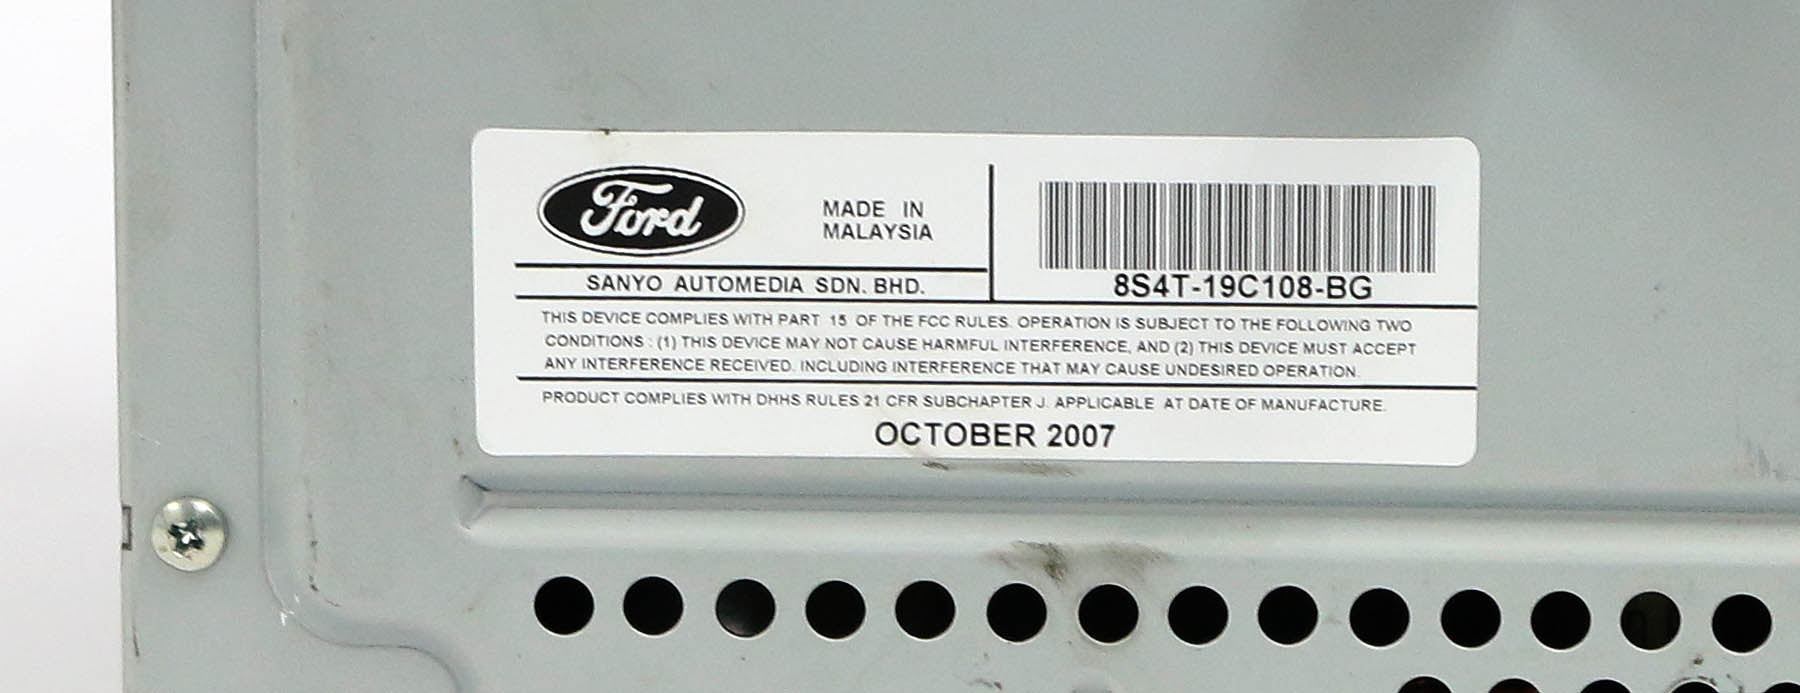 Ford
MADE IN
MALAYSIA
SANYO AUTOMEDIA SDN. BHD.
8S4T-19C108-BG
THIS DEVICE COMPLIES WITH PART 15 OF THE FCC RULES. OPERATION IS SUBJECT TO THE FOLLOWING TWO
CONDITIONS : (1) THIS DEVICE MAY NOT CAUSE HARMFUL INTERFERENCE, AND (2) THIS DEVICE MUST ACCEPT
ANY INTERFERENCE RECEIVED. INCLUDING INTERFERENCE THAT MAY CAUSE UNDESIRED OPERATION.
PRODUCT COMPLIES WITH DHHS RULES 21 CFR SUBCHAPTER J. APPLICABLE AT DATE OF MANUFACTURE.
OCTOBER 2007